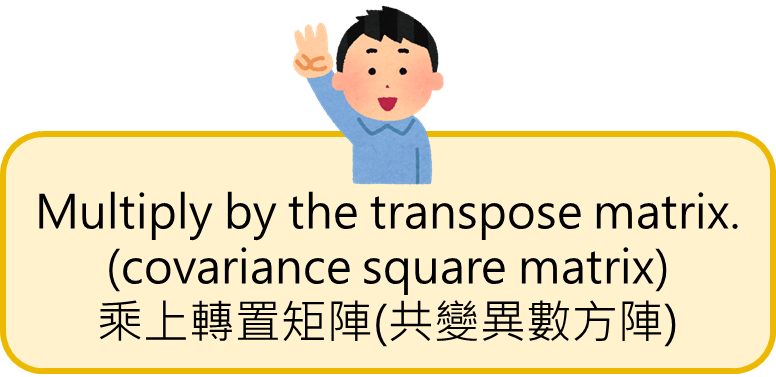 Multiply by the transpose matrix.
(covariance square matrix)
乘上轉置矩陣(共變異數方陣)